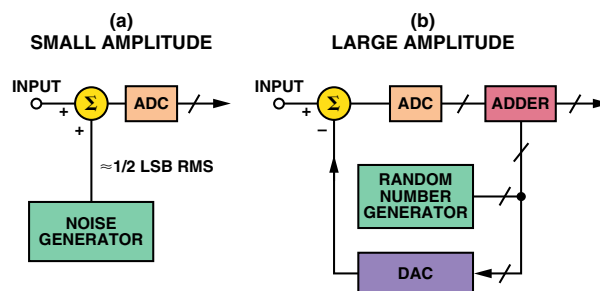 (a)
SMALL AMPLITUDE
INPUT
+
Σ
+
ADC
≈1/2 LSB RMS
NOISE
GENERATOR
(b)
LARGE AMPLITUDE
INPUT
+
Σ
–
ADC
ADDER
RANDOM
NUMBER
GENERATOR
DAC